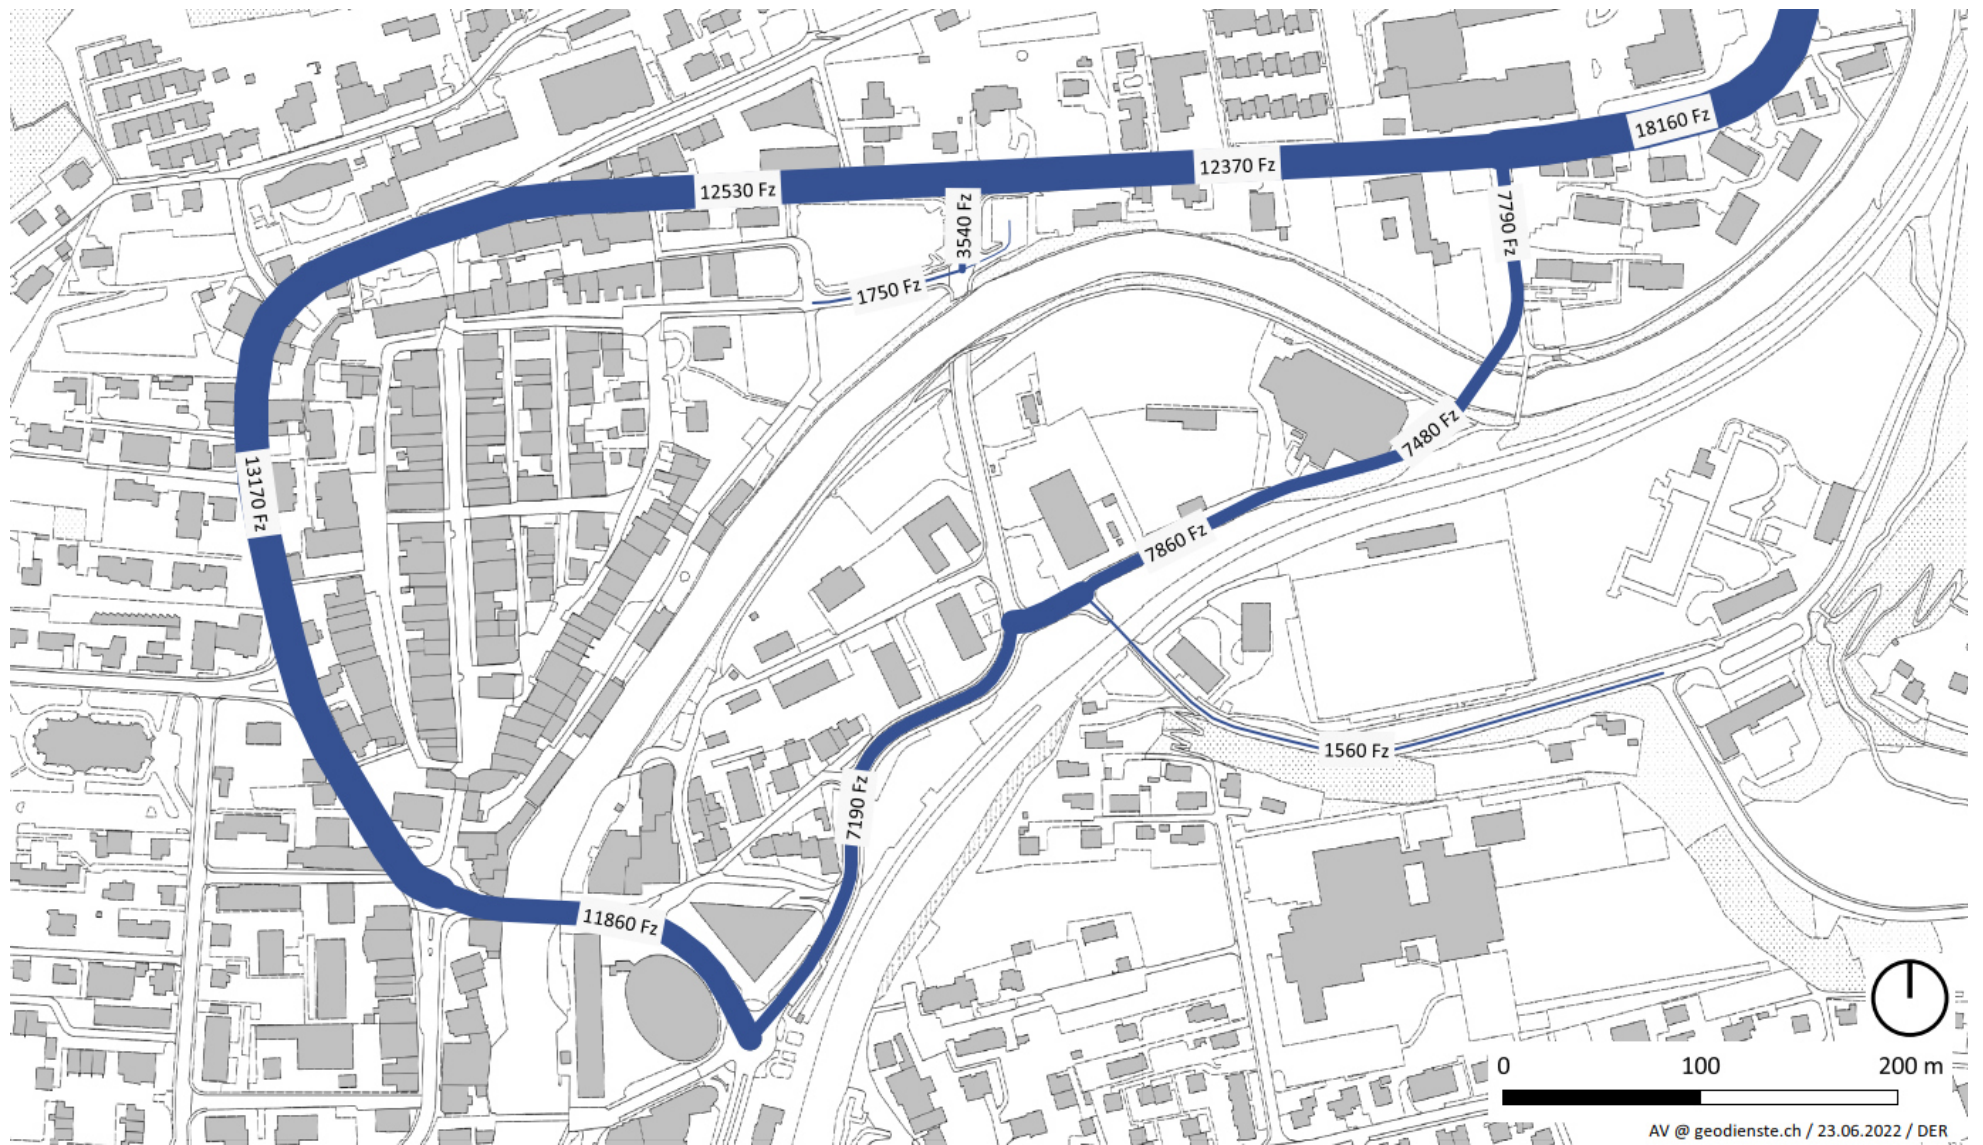 18160 Fz
12370 Fz
12530 Fz
3540 Fz
7790 Fz
1750 Fz
7480 Fz
13170 Fz
7860 Fz
1560 Fz
7190 Fz
11860 Fz
0 100 200 m
AV @ geodienste.ch / 23.06.2022 / DER